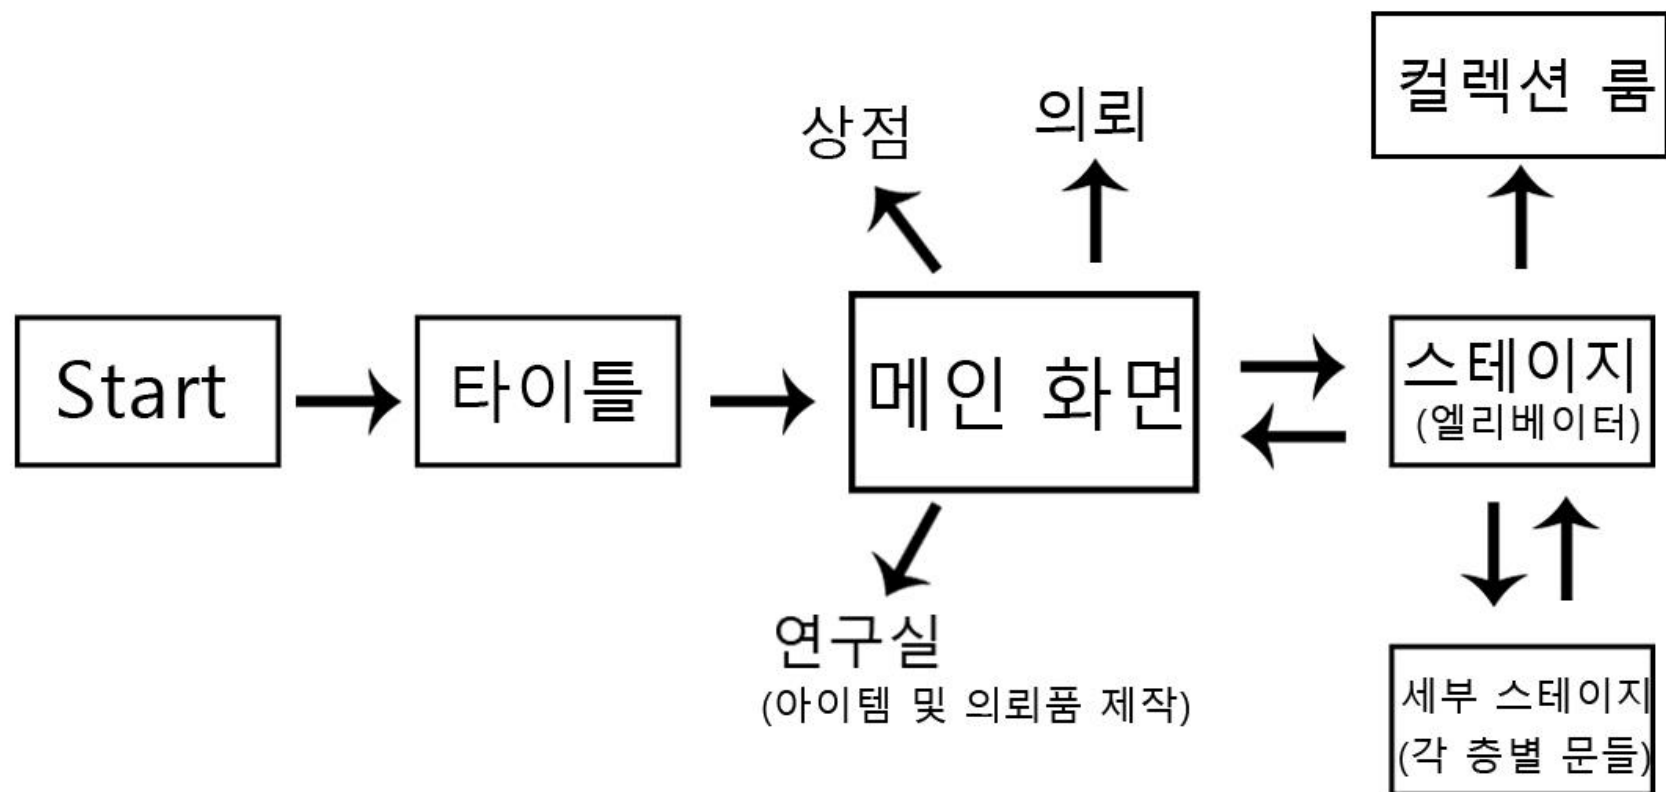 컬렉션 룸
상점
의뢰
Start
타이틀
메인 화면
스테이지
(엘리베이터)
연구실
(아이템 및 의뢰품 제작)
세부 스테이지
(각 층별 문들)